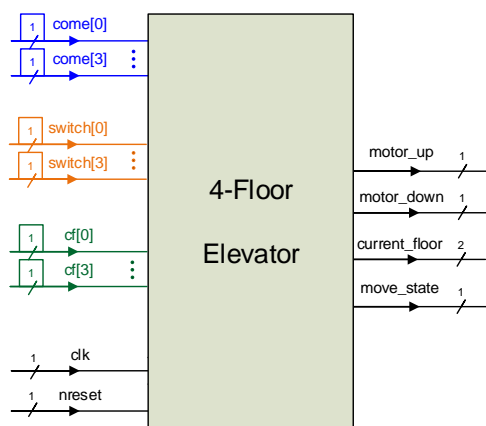 1 come[0]
1 come[3]
1 switch[0]
1 switch[3]
1 cf[0]
1 cf[3]
1 clk
1 nreset
4-Floor
Elevator
motor_up 1
motor_down 1
current_floor 2
move_state 1